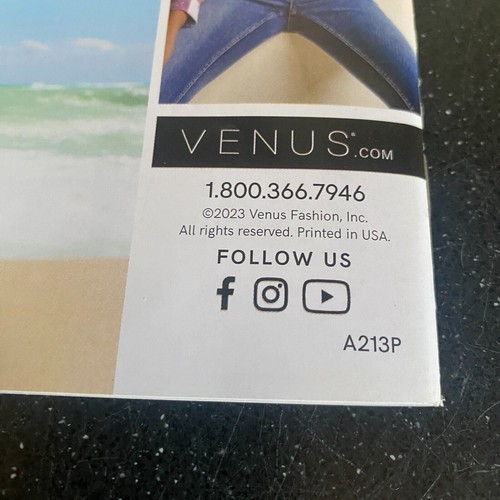 VENUS®.COM
1.800.366.7946
©2023 Venus Fashion, Inc.
All rights reserved. Printed in USA.
FOLLOW US
A213P